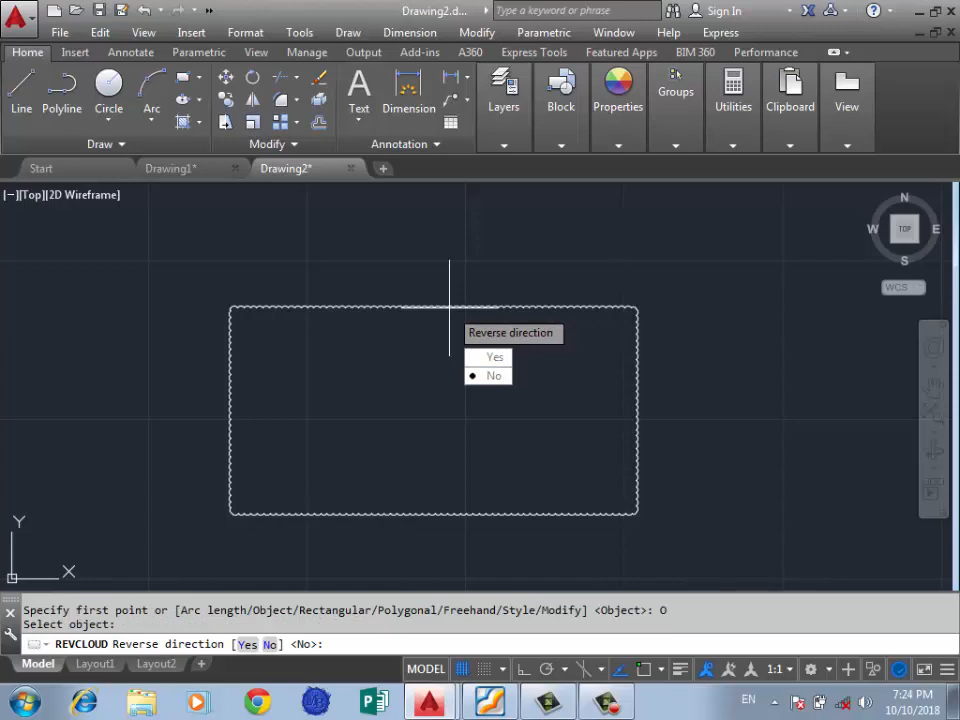 Drawing2.d...
Type a keyword or phrase
Sign In
File Edit View Insert Format Tools Draw Dimension Modify Parametric Window Help Express
Home Insert Annotate Parametric View Manage Output Add-ins A360 Express Tools Featured Apps BIM 360 Performance
Line Polyline Circle Arc Text Dimension Layers Block Properties Groups Utilities Clipboard View
Draw Modify Annotation
Start Drawing1* Drawing2*
[−][Top][2D Wireframe]
N
W TOP E
S
WCS
Reverse direction
Yes
No
Y
X
Specify first point or [Arc length/Object/Rectangular/Polygonal/Freehand/Style/Modify] <Object>: O
Select object:
REVCLOUD Reverse direction [Yes No] <No>:
Model Layout1 Layout2
MODEL 1:1
EN
7:24 PM
10/10/2018